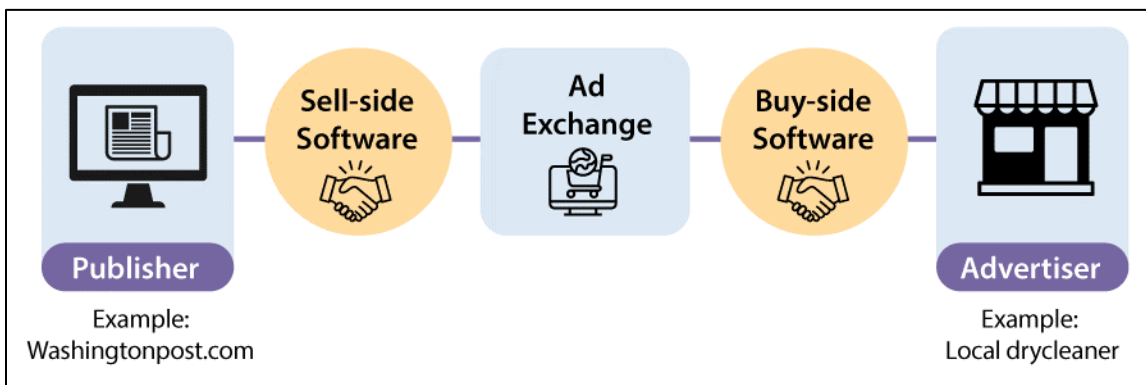 Sell-side
Software
Ad
Exchange
Buy-side
Software
Publisher
Advertiser
Example:
Washingtonpost.com
Example:
Local drycleaner